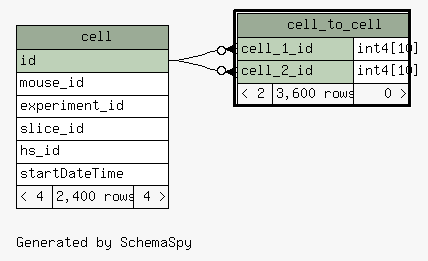 cell
id
mouse_id
experiment_id
slice_id
hs_id
startDateTime
< 4 2,400 rows 4 >
cell_to_cell
cell_1_id int4[10]
cell_2_id int4[10]
< 2 3,600 rows 0 >
Generated by SchemaSpy